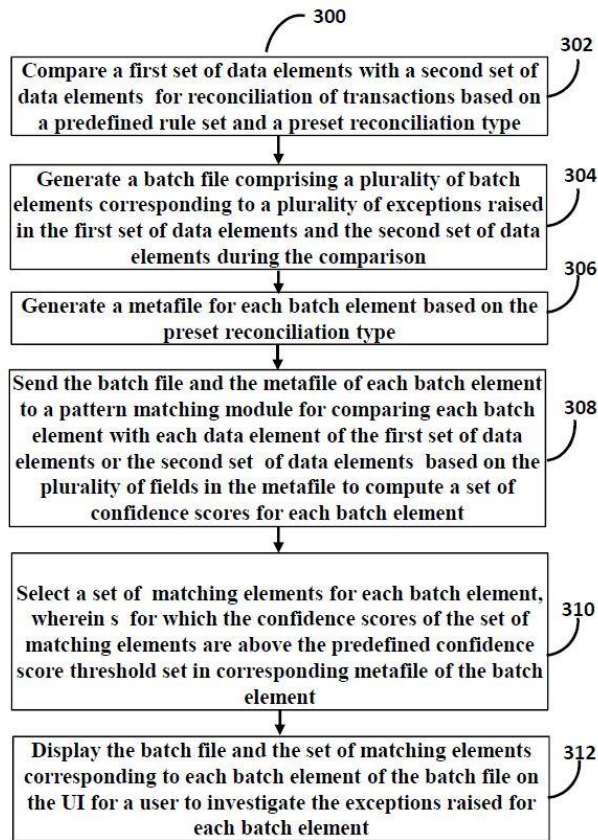 300
302
Compare a first set of data elements with a second set of
data elements for reconciliation of transactions based on
a predefined rule set and a preset reconciliation type
304
Generate a batch file comprising a plurality of batch
elements corresponding to a plurality of exceptions raised
in the first set of data elements and the second set of data
elements during the comparison
306
Generate a metafile for each batch element based on the
preset reconciliation type
Send the batch file and the metafile of each batch element
to a pattern matching module for comparing each batch
element with each data element of the first set of data
elements or the second set of data elements based on the
plurality of fields in the metafile to compute a set of
confidence scores for each batch element
308
Select a set of matching elements for each batch element,
wherein s for which the confidence scores of the set of
matching elements are above the predefined confidence
score threshold set in corresponding metafile of the batch
element
310
Display the batch file and the set of matching elements
corresponding to each batch element of the batch file on
the UI for a user to investigate the exceptions raised for
each batch element
312